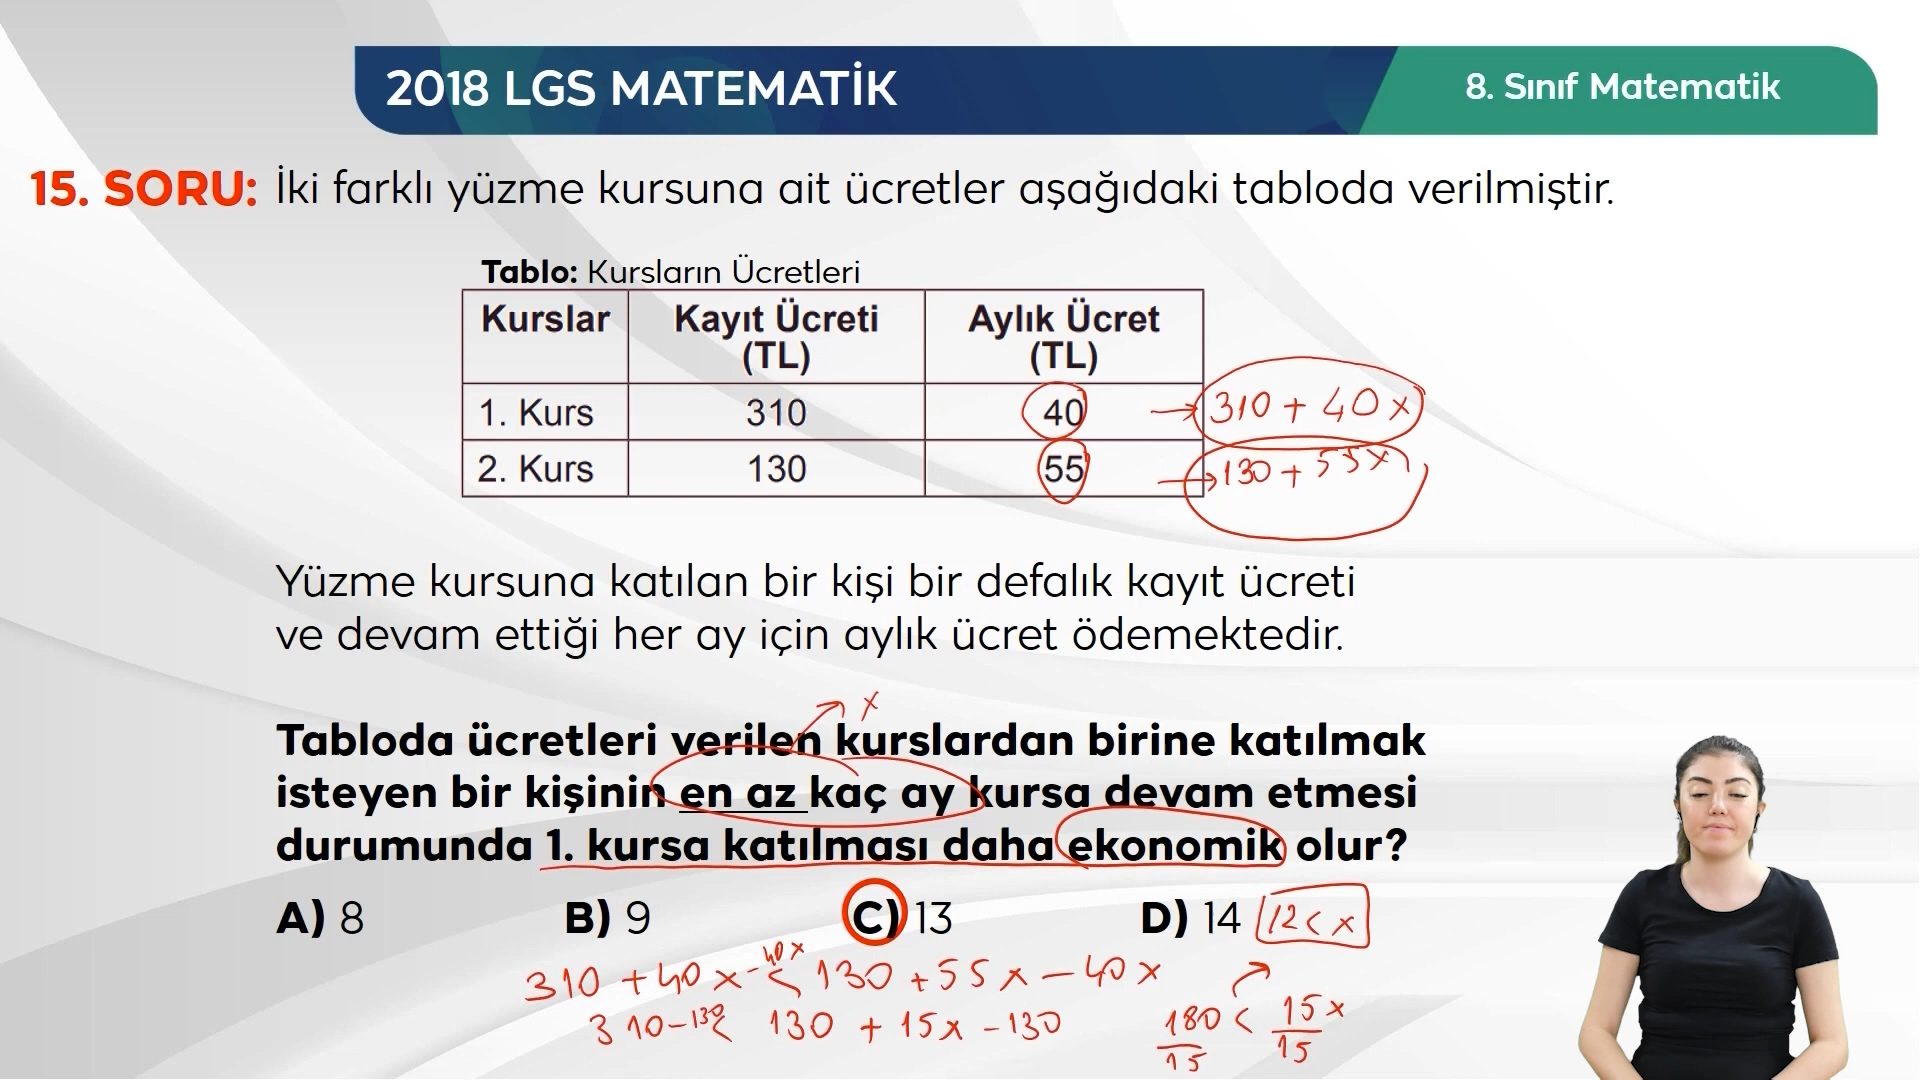 2018 LGS MATEMATİK
8. Sınıf Matematik
15. SORU: İki farklı yüzme kursuna ait ücretler aşağıdaki tabloda verilmiştir.
Tablo: Kursların Ücretleri
Kurslar Kayıt Ücreti (TL) Aylık Ücret (TL)
1. Kurs 310 40 → 310 + 40x
2. Kurs 130 55 → 130 + 55x
Yüzme kursuna katılan bir kişi bir defalık kayıt ücreti
ve devam ettiği her ay için aylık ücret ödemektedir.
x
Tabloda ücretleri verilen kurslardan birine katılmak
isteyen bir kişinin en az kaç ay kursa devam etmesi
durumunda 1. kursa katılması daha ekonomik olur?
A) 8 B) 9 C) 13 D) 14 12 < x
310 + 40x - 40x < 130 + 55x - 40x
310 - 130 < 130 + 15x - 130
180/15 < 15x/15